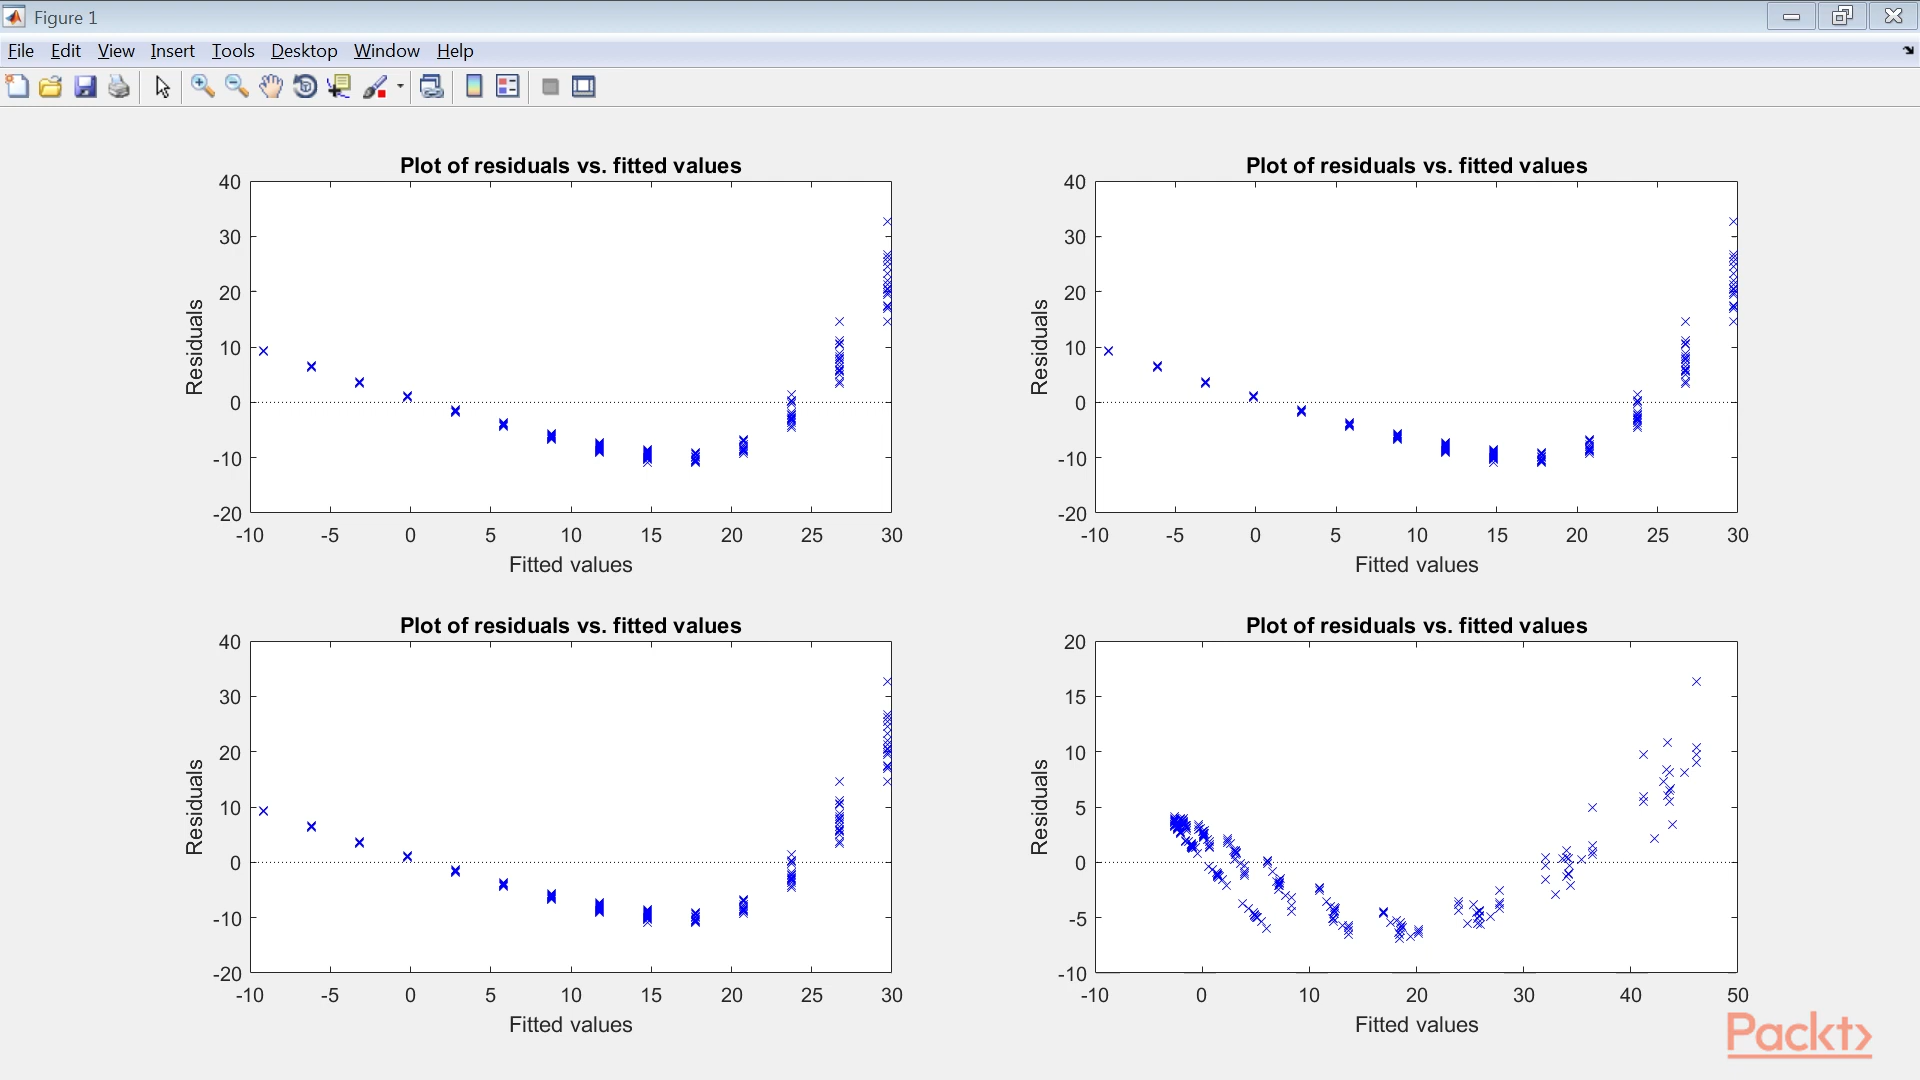 Figure 1
File Edit View Insert Tools Desktop Window Help
Plot of residuals vs. fitted values
40
30
20
10
0
-10
-20
Residuals
-10 -5 0 5 10 15 20 25 30
Fitted values
Plot of residuals vs. fitted values
40
30
20
10
0
-10
-20
Residuals
-10 -5 0 5 10 15 20 25 30
Fitted values
Plot of residuals vs. fitted values
40
30
20
10
0
-10
-20
Residuals
-10 -5 0 5 10 15 20 25 30
Fitted values
Plot of residuals vs. fitted values
20
15
10
5
0
-5
-10
Residuals
-10 0 10 20 30 40 50
Fitted values
Packt>